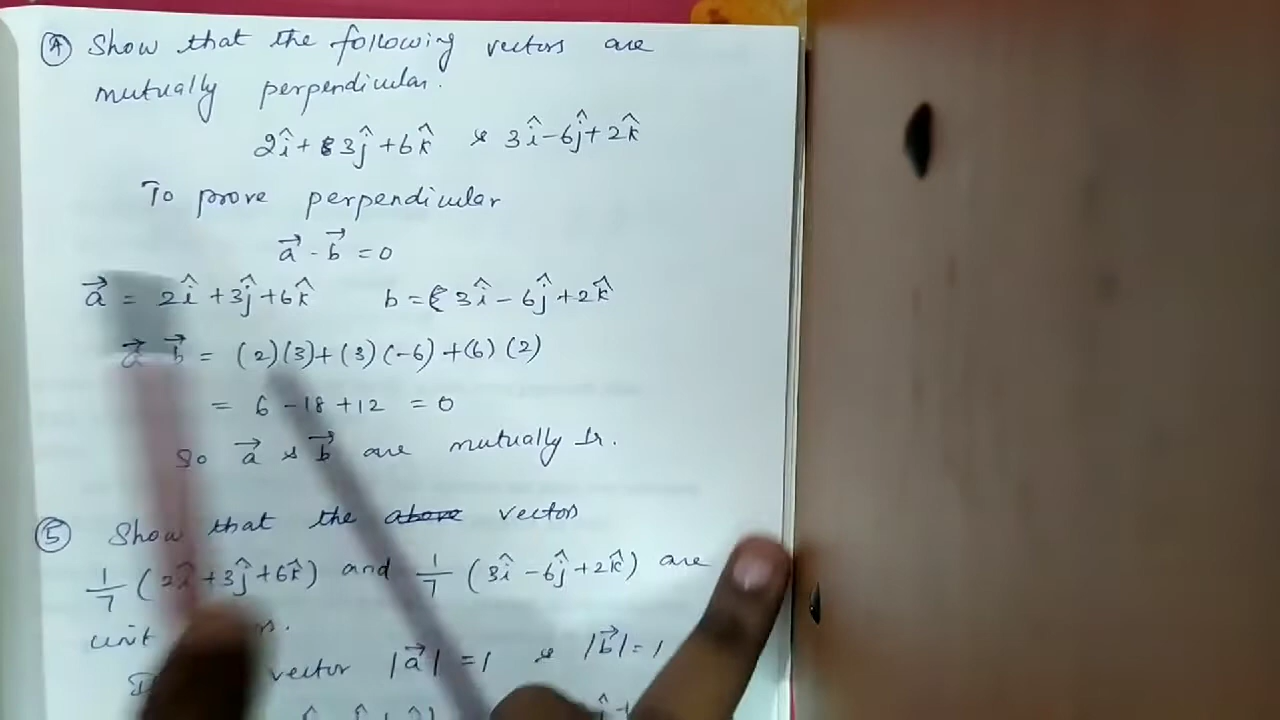 ④ Show that the following vectors are
mutually perpendicular.
2î + 3ĵ + 6k̂ & 3î - 6ĵ + 2k̂
To prove perpendicular
a⃗ · b⃗ = 0
a⃗ = 2î + 3ĵ + 6k̂ b = 3î - 6ĵ + 2k̂
a⃗ b⃗ = (2)(3) + (3)(-6) + (6)(2)
= 6 - 18 + 12 = 0
So a⃗ & b⃗ are mutually ⊥r.
⑤ Show that the above vectors
1/7 (2î + 3ĵ + 6k̂) and 1/7 (3î - 6ĵ + 2k̂) are
unit
vector |a⃗| = 1 & |b⃗| = 1